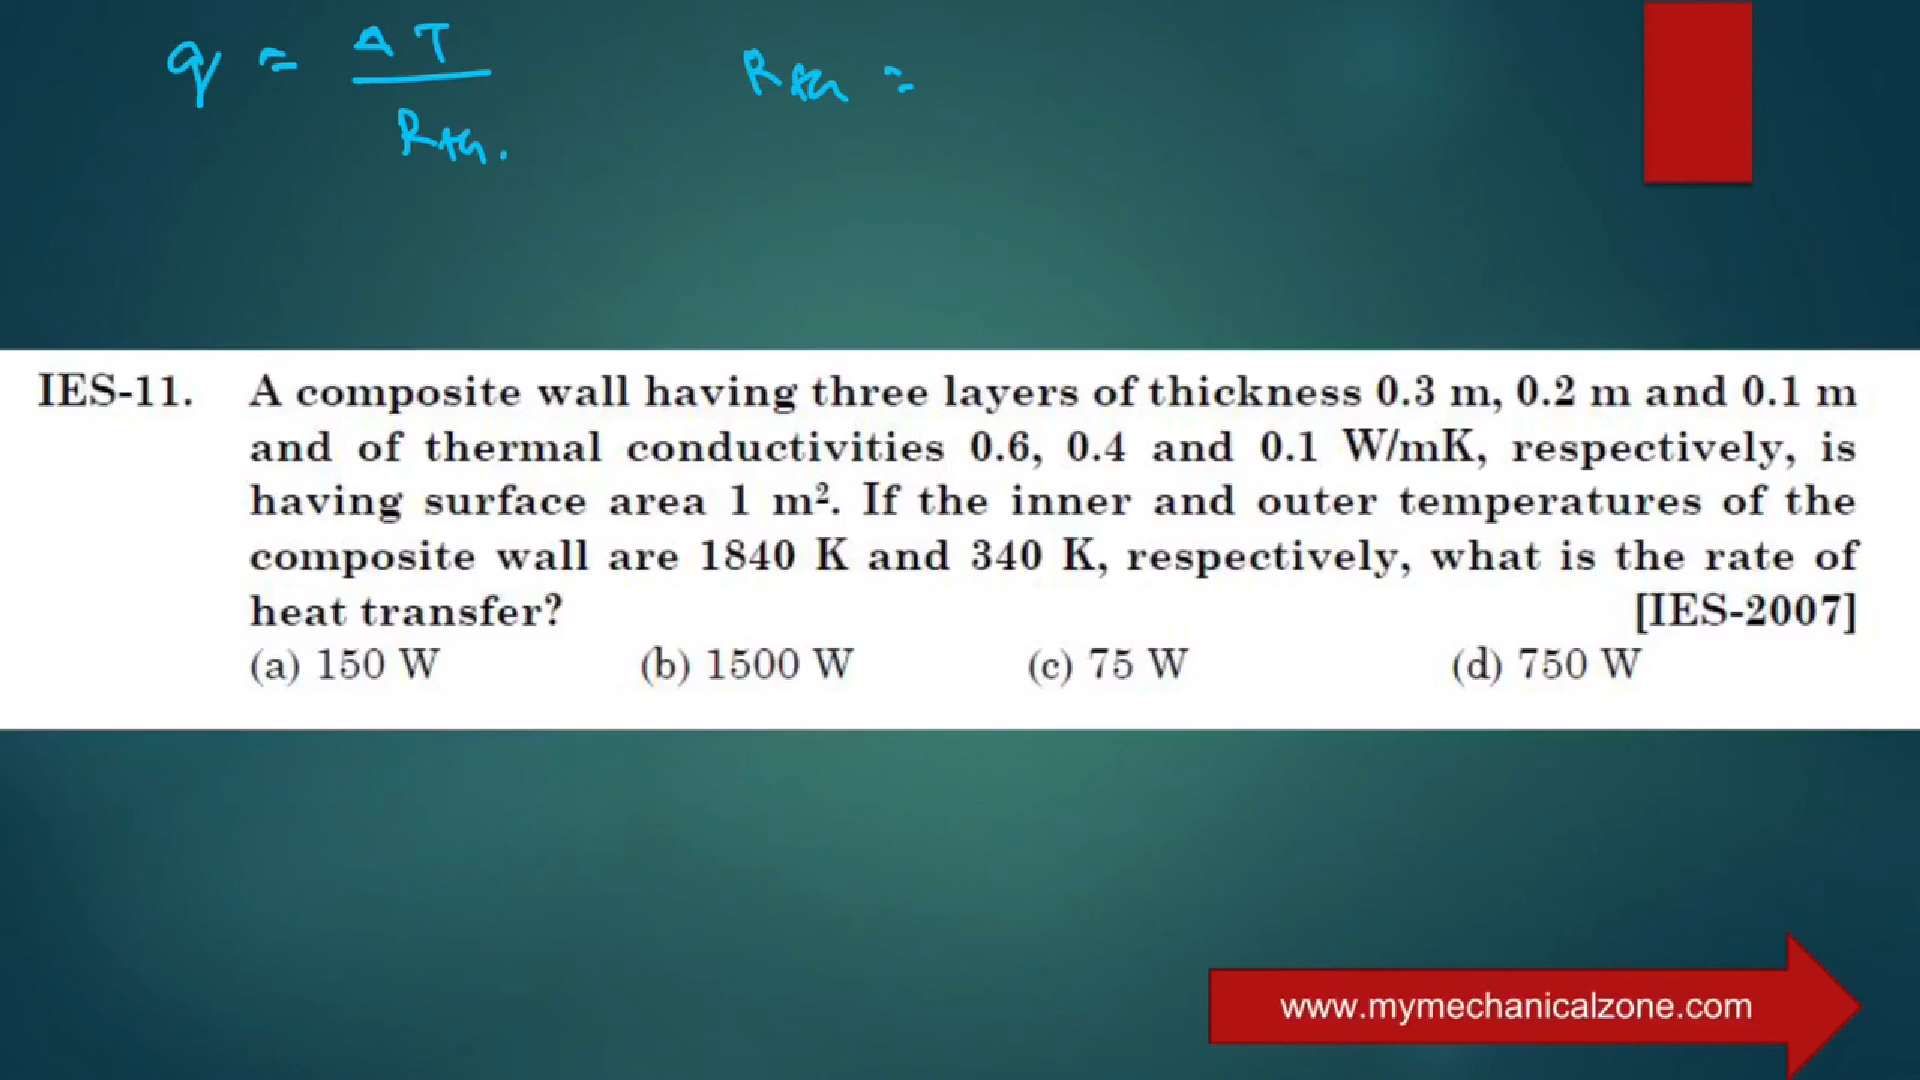 q = ΔT / Rth. Rth =
IES-11. A composite wall having three layers of thickness 0.3 m, 0.2 m and 0.1 m
and of thermal conductivities 0.6, 0.4 and 0.1 W/mK, respectively, is
having surface area 1 m². If the inner and outer temperatures of the
composite wall are 1840 K and 340 K, respectively, what is the rate of
heat transfer? [IES-2007]
(a) 150 W (b) 1500 W (c) 75 W (d) 750 W
www.mymechanicalzone.com